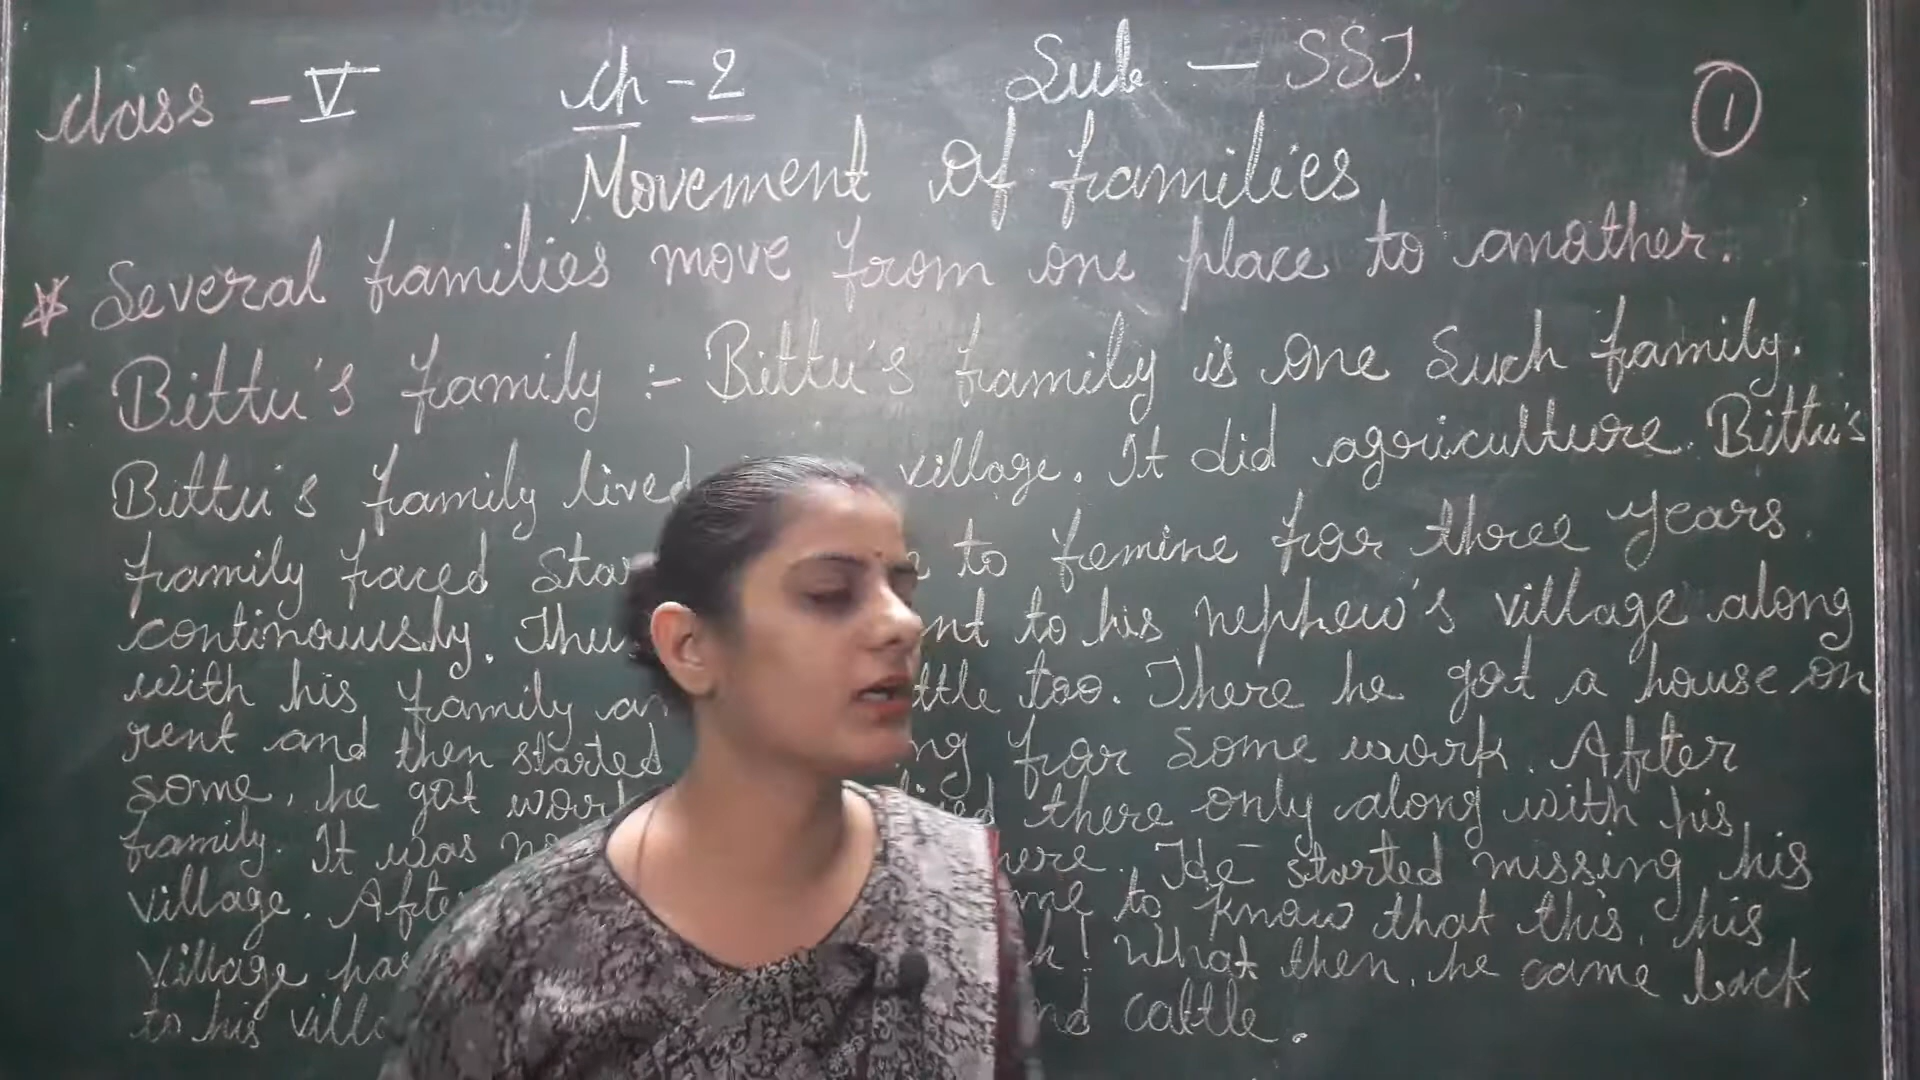 class - V ch - 2 Sub. - SST. 1
Movement Of families
* Several families move from one place to another.
1. Bittu's family :- Bittu's family is one Such family.
Bittu's family lived village. It did agriculture. Bittu's
family faced to femine for three years.
continousły. to his nephew's village along
with his family too. There he got a house on
rent and then started for some work. After
some, he got there only along with his
family. It was He started missing his
village. to know that this, his
village What then, he came back
to his cattle.